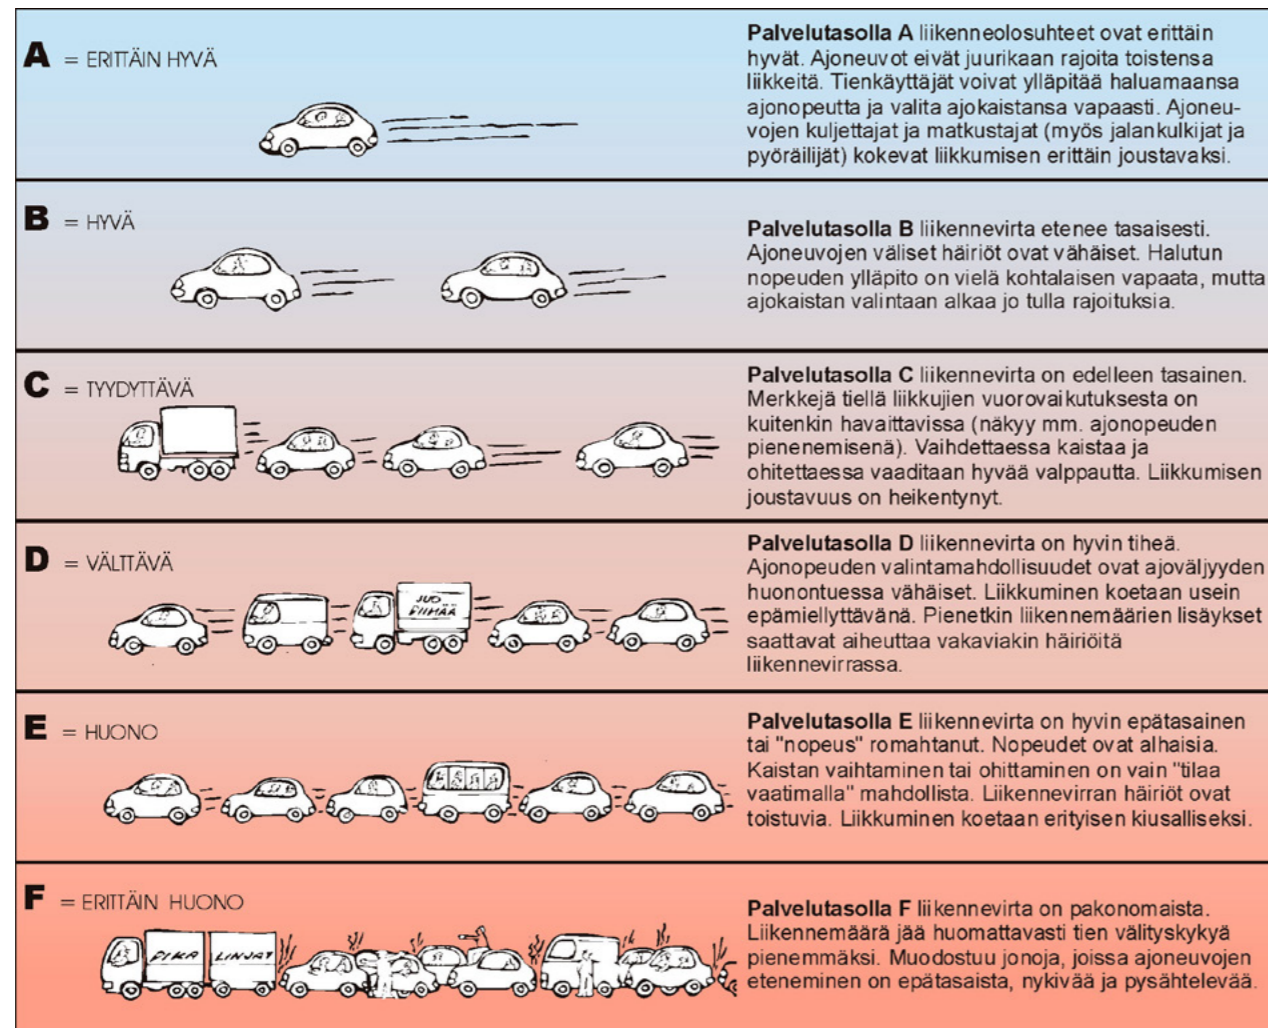 A = ERITTÄIN HYVÄ
Palvelutasolla A liikenneolosuhteet ovat erittäin
hyvät. Ajoneuvot eivät juurikaan rajoita toistensa
liikkeitä. Tienkäyttäjät voivat ylläpitää haluamaansa
ajonopeutta ja valita ajokaistansa vapaasti. Ajoneu-
vojen kuljettajat ja matkustajat (myös jalankulkijat ja
pyöräilijät) kokevat liikkumisen erittäin joustavaksi.
B = HYVÄ
Palvelutasolla B liikennevirta etenee tasaisesti.
Ajoneuvojen väliset häiriöt ovat vähäiset. Halutun
nopeuden ylläpito on vielä kohtalaisen vapaata, mutta
ajokaistan valintaan alkaa jo tulla rajoituksia.
C = TYYDYTTÄVÄ
Palvelutasolla C liikennevirta on edelleen tasainen.
Merkkejä tiellä liikkujien vuorovaikutuksesta on
kuitenkin havaittavissa (näkyy mm. ajonopeuden
pienenemisenä). Vaihdettaessa kaistaa ja
ohitettaessa vaaditaan hyvää valppautta. Liikkumisen
joustavuus on heikentynyt.
D = VÄLTTÄVÄ
JUO
PIIMÄÄ
Palvelutasolla D liikennevirta on hyvin tiheä.
Ajonopeuden valintamahdollisuudet ovat ajoväljyyden
huonontuessa vähäiset. Liikkuminen koetaan usein
epämiellyttävänä. Pienetkin liikennemäärien lisäykset
saattavat aiheuttaa vakaviakin häiriöitä
liikennevirrassa.
E = HUONO
Palvelutasolla E liikennevirta on hyvin epätasainen
tai "nopeus" romahtanut. Nopeudet ovat alhaisia.
Kaistan vaihtaminen tai ohittaminen on vain "tilaa
vaatimalla" mahdollista. Liikennevirran häiriöt ovat
toistuvia. Liikkuminen koetaan erityisen kiusalliseksi.
F = ERITTÄIN HUONO
PIKA LINJAT
Palvelutasolla F liikennevirta on pakonomaista.
Liikennemäärä jää huomattavasti tien välityskykyä
pienemmäksi. Muodostuu jonoja, joissa ajoneuvojen
eteneminen on epätasaista, nykivää ja pysähtelevää.